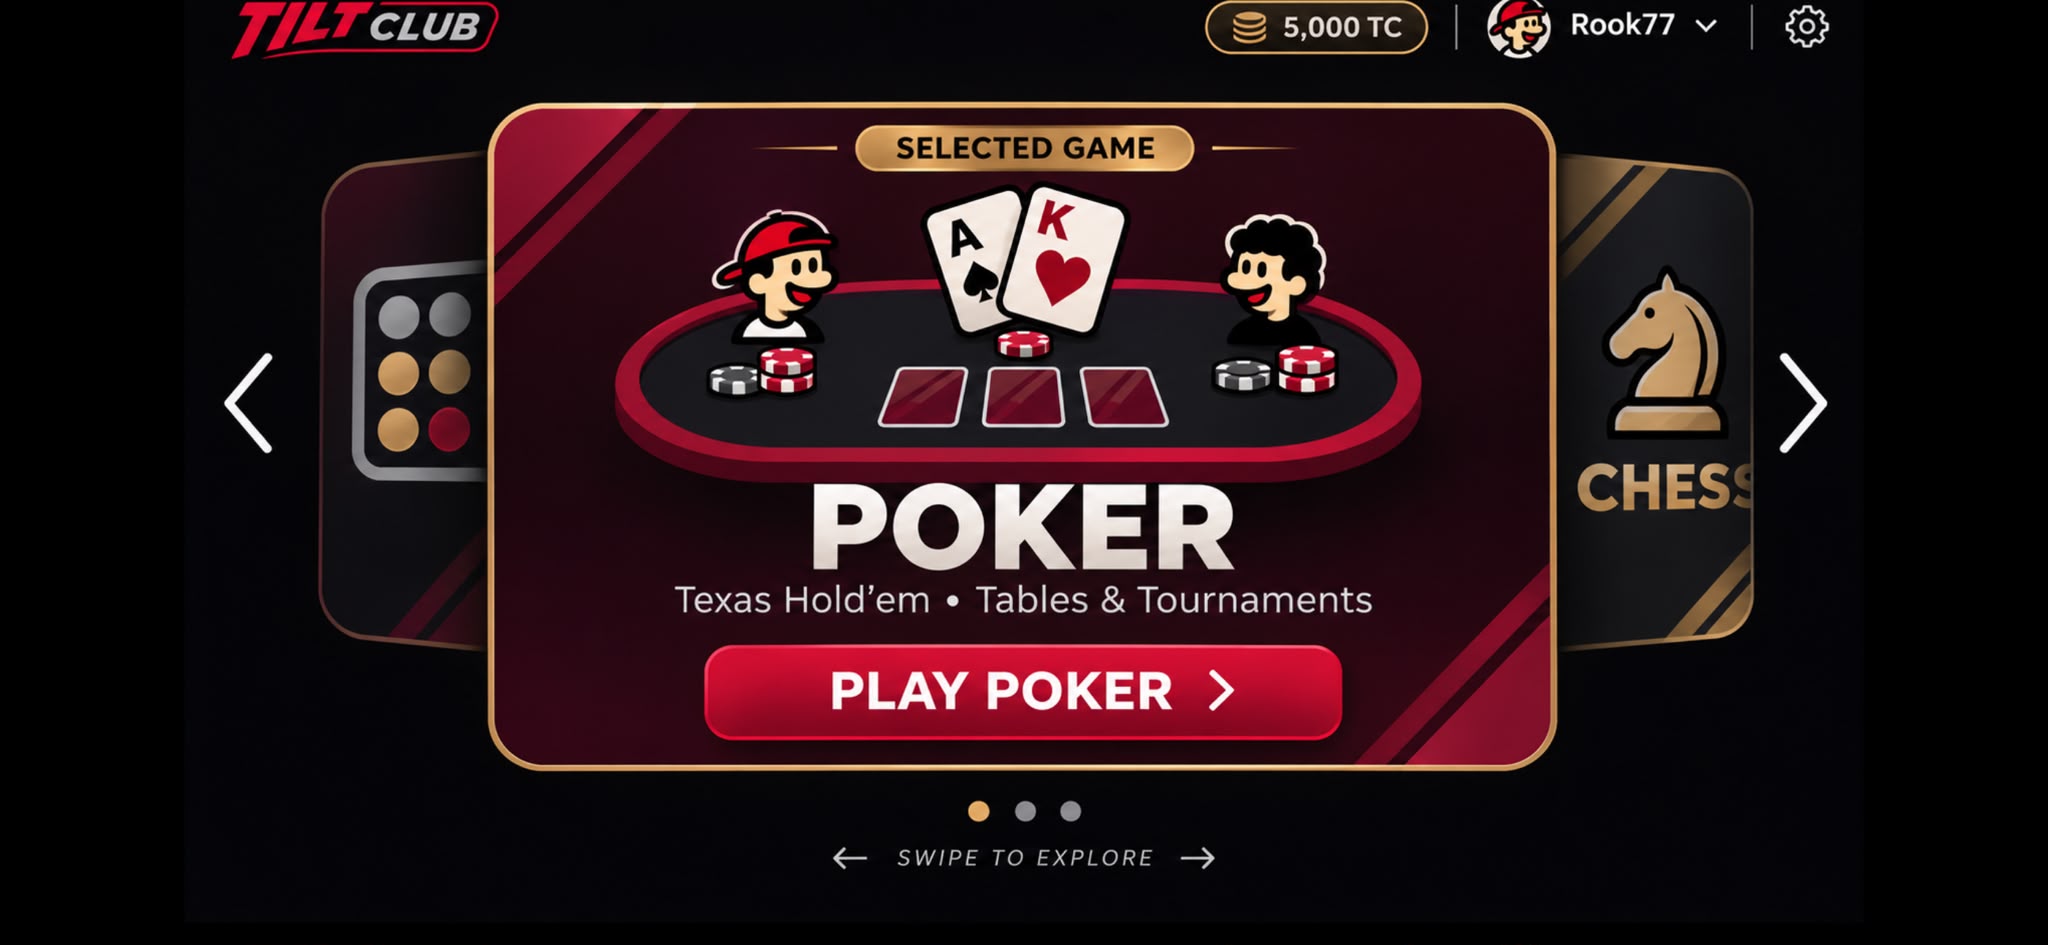 TILT CLUB
5,000 TC
Rook77
SELECTED GAME
A
K
POKER
Texas Hold’em • Tables & Tournaments
PLAY POKER
CHESS
SWIPE TO EXPLORE